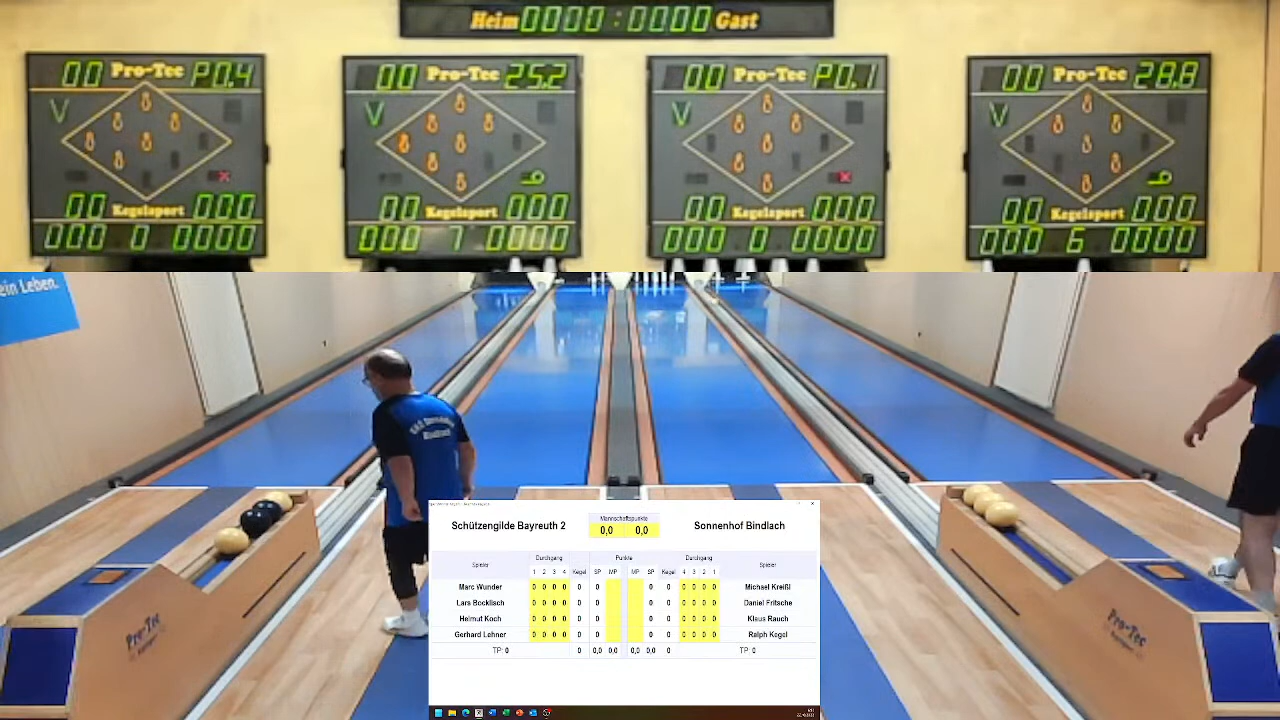 Heim 0000 : 0000 Gast
00 Pro-Tec P0.4
00 Kegelsport 000
000 0 0000
00 Pro-Tec 25.2
00 Kegelsport 000
000 7 0000
00 Pro-Tec P0.1
00 Kegelsport 000
000 0 0000
00 Pro-Tec 28.8
00 Kegelsport 000
000 6 0000
ein Leben.
Bindlach
Pro-Tec
Pro-Tec
Schützengilde Bayreuth 2 Mannschaftspunkte Sonnenhof Bindlach
0,0 0,0
Spieler Durchgang Punkte Durchgang Spieler
1 2 3 4 Kegel SP MP MP SP Kegel 4 3 2 1
Marc Wunder 0 0 0 0 0 0 0 0 0 0 0 0 Michael Kreißl
Lars Bocklisch 0 0 0 0 0 0 0 0 0 0 0 0 Daniel Fritsche
Helmut Koch 0 0 0 0 0 0 0 0 0 0 0 0 Klaus Rauch
Gerhard Lehner 0 0 0 0 0 0 0 0 0 0 0 0 Ralph Kegel
TP: 0 0 0,0 0,0 0,0 0,0 0 TP: 0